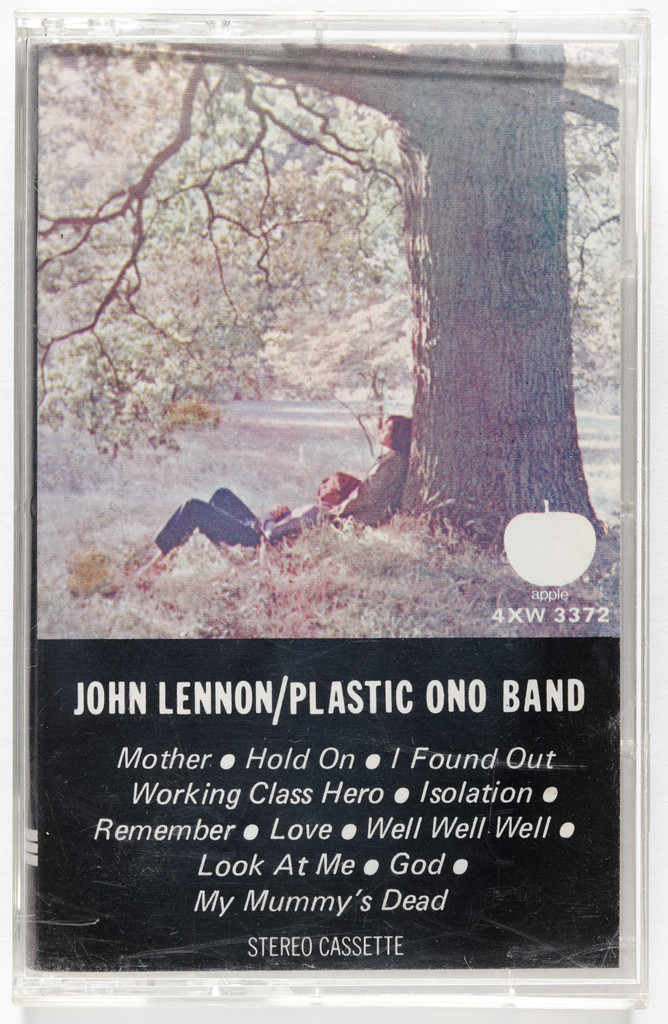 apple
4XW 3372
JOHN LENNON/PLASTIC ONO BAND
Mother • Hold On • I Found Out
Working Class Hero • Isolation •
Remember • Love • Well Well Well •
Look At Me • God •
My Mummy's Dead
STEREO CASSETTE